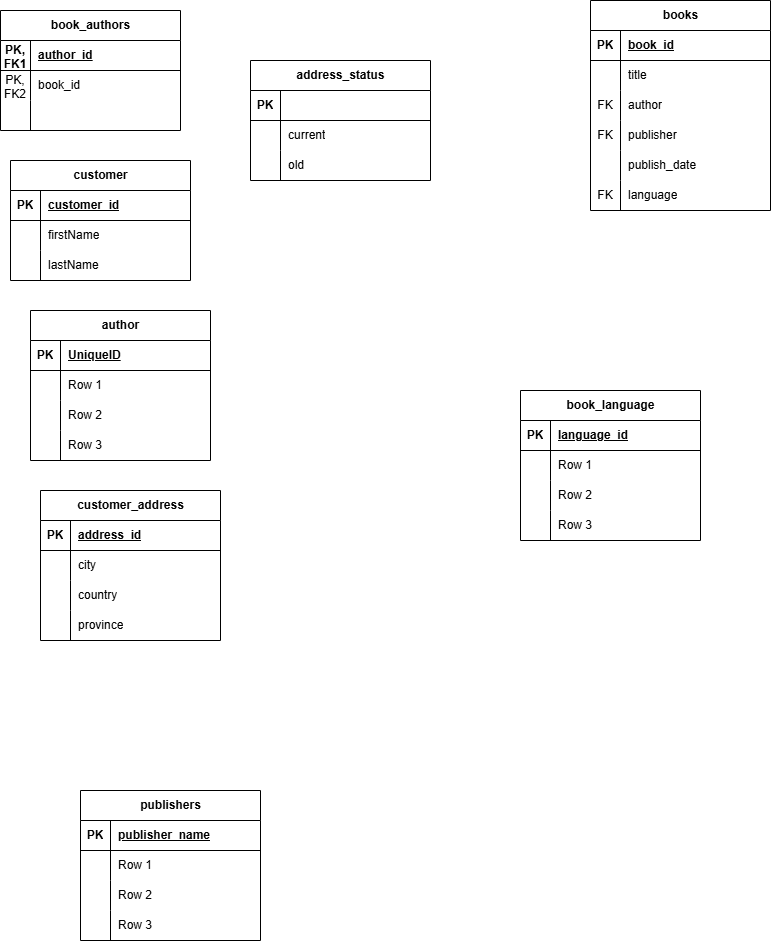 book_authors
PK, FK1 author_id
PK, FK2 book_id
address_status
PK
current
old
books
PK book_id
title
FK author
FK publisher
publish_date
FK language
customer
PK customer_id
firstName
lastName
author
PK UniqueID
Row 1
Row 2
Row 3
book_language
PK language_id
Row 1
Row 2
Row 3
customer_address
PK address_id
city
country
province
publishers
PK publisher_name
Row 1
Row 2
Row 3